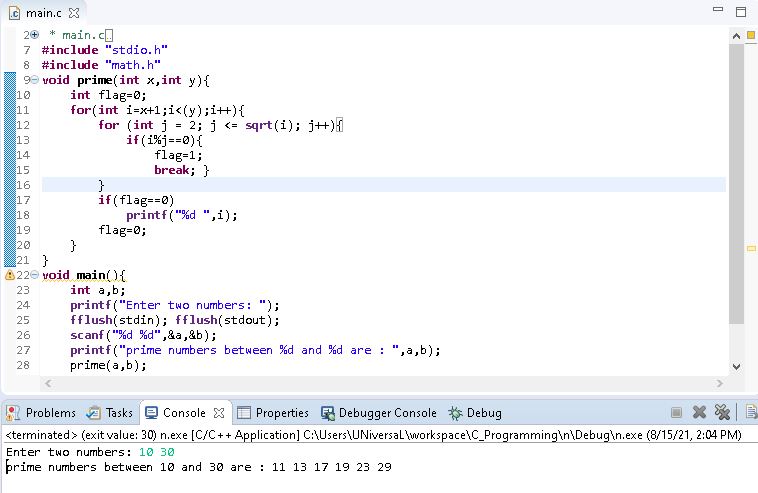 main.c
2 * main.c
7 #include "stdio.h"
8 #include "math.h"
9 void prime(int x,int y){
10 int flag=0;
11 for(int i=x+1;i<(y);i++){
12 for (int j = 2; j <= sqrt(i); j++){
13 if(i%j==0){
14 flag=1;
15 break; }
16 }
17 if(flag==0)
18 printf("%d ",i);
19 flag=0;
20 }
21 }
22 void main(){
23 int a,b;
24 printf("Enter two numbers: ");
25 fflush(stdin); fflush(stdout);
26 scanf("%d %d",&a,&b);
27 printf("prime numbers between %d and %d are : ",a,b);
28 prime(a,b);
Problems Tasks Console Properties Debugger Console Debug
<terminated> (exit value: 30) n.exe [C/C++ Application] C:\Users\UNiversaL\workspace\C_Programming\n\Debug\n.exe (8/15/21, 2:04 PM)
Enter two numbers: 10 30
prime numbers between 10 and 30 are : 11 13 17 19 23 29